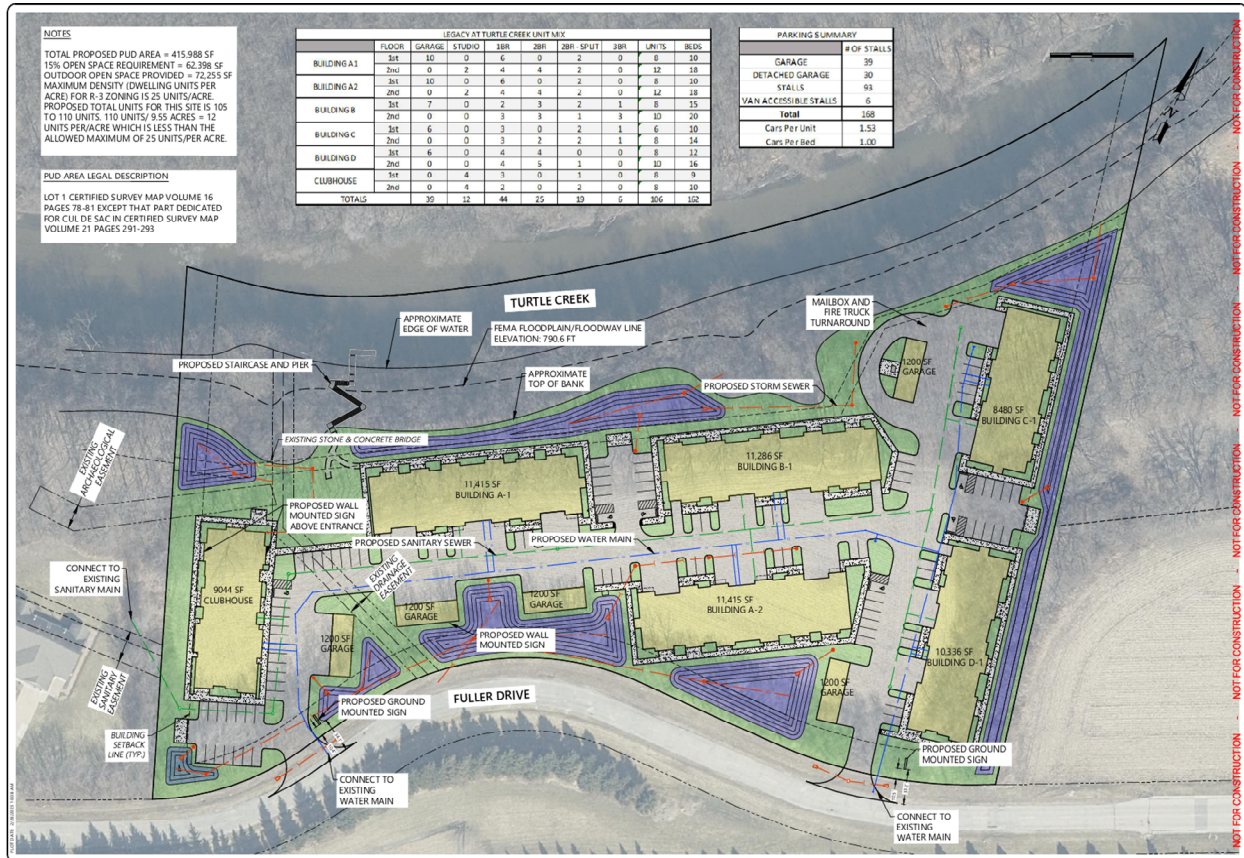 NOTES
TOTAL PROPOSED PUD AREA = 415.988 SF
15% OPEN SPACE REQUIREMENT = 62,398 SF
OUTDOOR OPEN SPACE PROVIDED = 72,255 SF
MAXIMUM DENSITY (DWELLING UNITS PER
ACRE) FOR R-3 ZONING IS 25 UNITS/ACRE.
PROPOSED TOTAL UNITS FOR THIS SITE IS 105
TO 110 UNITS. 110 UNITS/ 9.55 ACRES = 12
UNITS PER/ACRE WHICH IS LESS THAN THE
ALLOWED MAXIMUM OF 25 UNITS/PER ACRE.
PUD AREA LEGAL DESCRIPTION
LOT 1 CERTIFIED SURVEY MAP VOLUME 16
PAGES 78-81 EXCEPT THAT PART DEDICATED
FOR CUL DE SAC IN CERTIFIED SURVEY MAP
VOLUME 21 PAGES 291-293
LEGACY AT TURTLE CREEK UNIT MIX
FLOOR GARAGE STUDIO 1BR 2BR 2BR - SPLIT 3BR UNITS BEDS
BUILDING A1
1st 10 0 6 0 2 0 8 10
2nd 0 2 4 4 2 0 12 18
BUILDING A2
1st 10 0 6 0 2 0 8 10
2nd 0 2 4 4 2 0 12 18
BUILDING B
1st 7 0 2 3 2 1 8 15
2nd 0 0 3 3 1 3 10 20
BUILDING C
1st 6 0 3 0 2 1 6 10
2nd 0 0 3 2 2 1 8 14
BUILDING D
1st 6 0 4 4 0 0 8 12
2nd 0 0 4 5 1 0 10 16
CLUBHOUSE
1st 0 4 3 0 1 0 8 9
2nd 0 4 2 0 2 0 8 10
TOTALS 39 12 44 25 19 6 106 162
PARKING SUMMARY
# OF STALLS
GARAGE 39
DETACHED GARAGE 30
STALLS 93
VAN ACCESSIBLE STALLS 6
Total 168
Cars Per Unit 1.53
Cars Per Bed 1.00
TURTLE CREEK
APPROXIMATE
EDGE OF WATER
FEMA FLOODPLAIN/FLOODWAY LINE
ELEVATION: 790.6 FT
MAILBOX AND
FIRE TRUCK
TURNAROUND
PROPOSED STAIRCASE AND PIER
APPROXIMATE
TOP OF BANK
PROPOSED STORM SEWER
1200 SF
GARAGE
8480 SF
BUILDING C-1
EXISTING STONE & CONCRETE BRIDGE
EXISTING
ARCHAEOLOGICAL
EASEMENT
11,286 SF
BUILDING B-1
11,415 SF
BUILDING A-1
PROPOSED WALL
MOUNTED SIGN
ABOVE ENTRANCE
PROPOSED SANITARY SEWER
PROPOSED WATER MAIN
EXISTING
DRAINAGE
EASEMENT
CONNECT TO
EXISTING
SANITARY MAIN
9044 SF
CLUBHOUSE
1200 SF
GARAGE
1200 SF
GARAGE
1200 SF
GARAGE
11,415 SF
BUILDING A-2
PROPOSED WALL
MOUNTED SIGN
10,336 SF
BUILDING D-1
1200 SF
GARAGE
EXISTING
SANITARY
EASEMENT
FULLER DRIVE
PROPOSED GROUND
MOUNTED SIGN
BUILDING
SETBACK
LINE (TYP.)
PROPOSED GROUND
MOUNTED SIGN
CONNECT TO
EXISTING
WATER MAIN
CONNECT TO
EXISTING
WATER MAIN
NOT FOR CONSTRUCTION - NOT FOR CONSTRUCTION - NOT FOR CONSTRUCTION - NOT FOR CONSTRUCTION - NOT FOR CONSTRUCTION - NOT FOR CONSTRUCTION